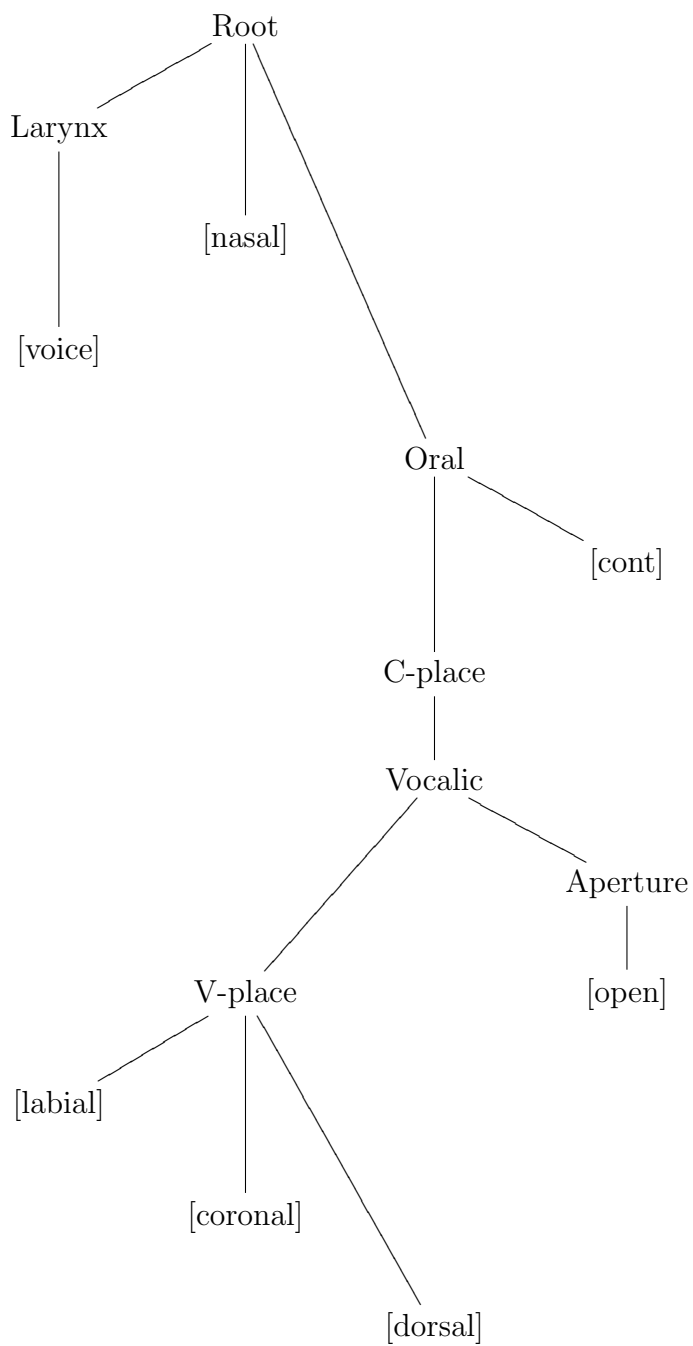 Root
Larynx
[nasal]
[voice]
Oral
[cont]
C-place
Vocalic
Aperture
V-place
[open]
[labial]
[coronal]
[dorsal]